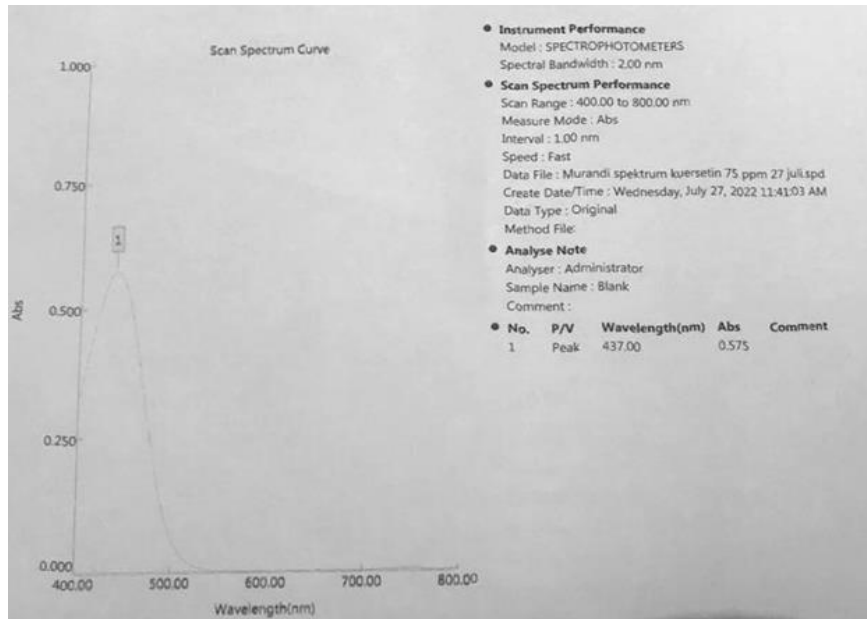 Scan Spectrum Curve
1.000
0.750
1
0.500
Abs
0.250
0.000
400.00 500.00 600.00 700.00 800.00
Wavelength(nm)
Instrument Performance
Model : SPECTROPHOTOMETERS
Spectral Bandwidth : 2.00 nm
Scan Spectrum Performance
Scan Range : 400.00 to 800.00 nm
Measure Mode : Abs
Interval : 1.00 nm
Speed : Fast
Data File : Murandi spektrum kuersetin 75 ppm 27 juli.spd
Create Date/Time : Wednesday, July 27, 2022 11:41:03 AM
Data Type : Original
Method File:
Analyse Note
Analyser : Administrator
Sample Name : Blank
Comment :
No. P/V Wavelength(nm) Abs Comment
1 Peak 437.00 0.575